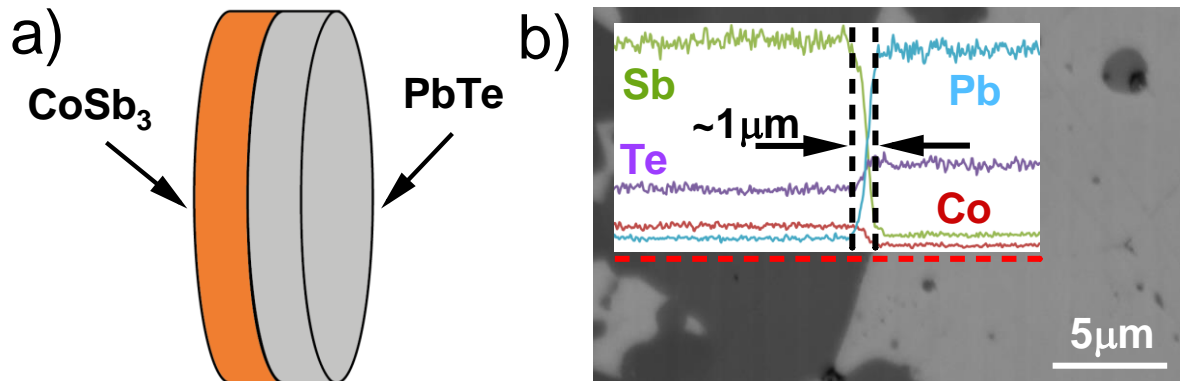 a)
CoSb₃
PbTe
b)
Sb
Pb
~1μm
Te
Co
5μm